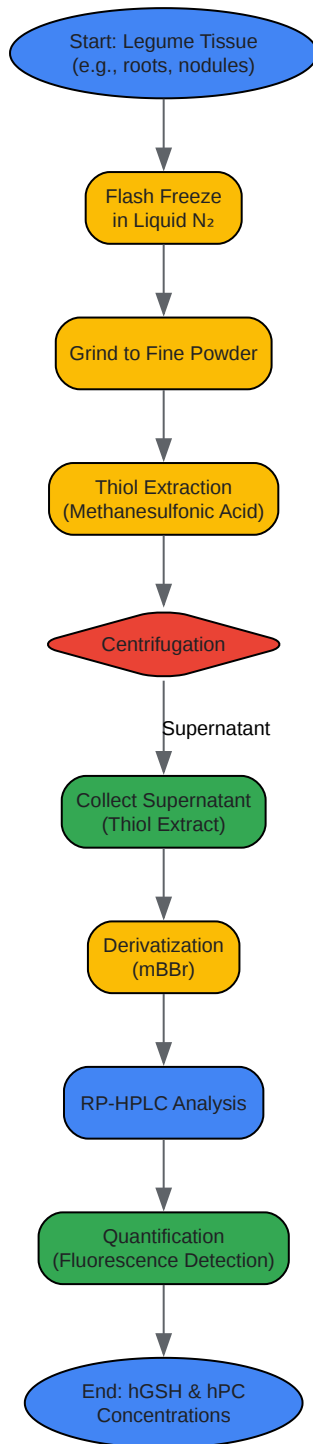 Start: Legume Tissue
(e.g., roots, nodules)
Flash Freeze
in Liquid N₂
Grind to Fine Powder
Thiol Extraction
(Methanesulfonic Acid)
Centrifugation
Supernatant
Collect Supernatant
(Thiol Extract)
Derivatization
(mBBr)
RP-HPLC Analysis
Quantification
(Fluorescence Detection)
End: hGSH & hPC
Concentrations